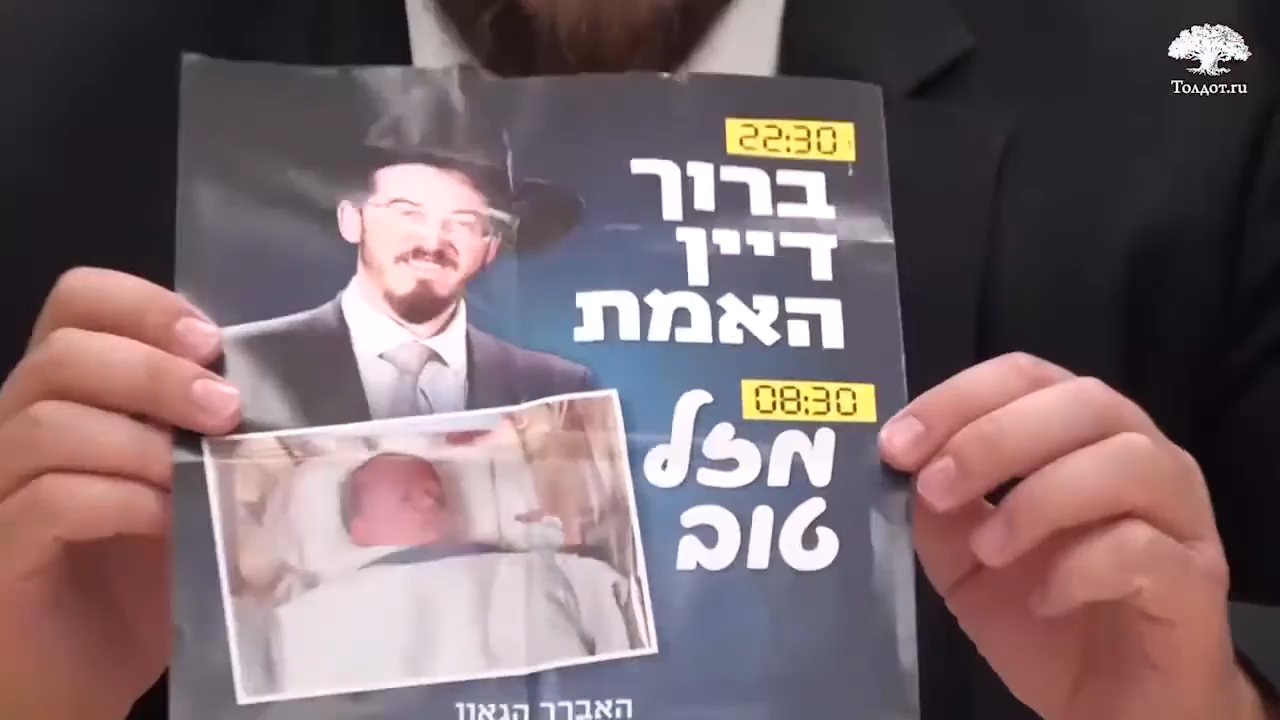 Толдот.ru
22:30
ברוך
דיין
האמת
08:30
מזל
טוב
האברך הגאון